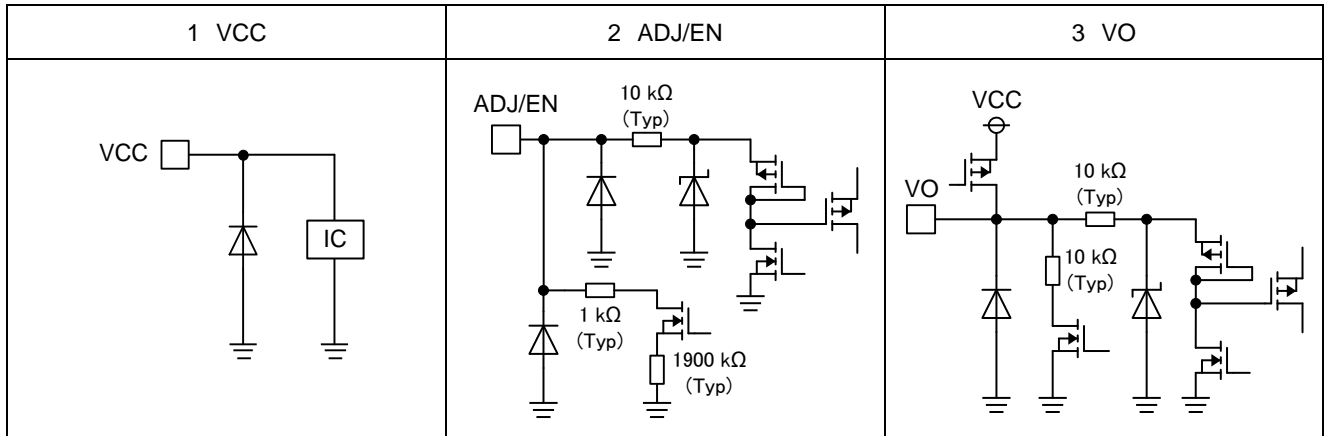 1 VCC
2 ADJ/EN
3 VO
VCC
IC
ADJ/EN
10 kΩ
(Typ)
1 kΩ
(Typ)
1900 kΩ
(Typ)
VCC
VO
10 kΩ
(Typ)
10 kΩ
(Typ)